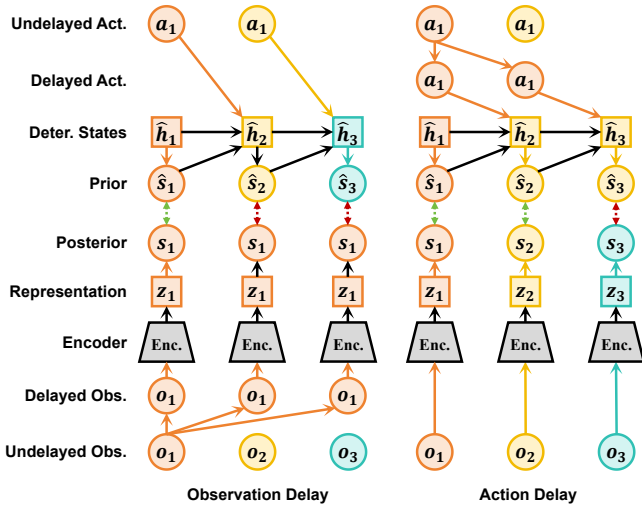 Undelayed Act. a₁ a₁ a₁ a₁
Delayed Act. a₁ a₁
Deter. States ĥ₁ ĥ₂ ĥ₃ ĥ₁ ĥ₂ ĥ₃
Prior ŝ₁ ŝ₂ ŝ₃ ŝ₁ ŝ₂ ŝ₃
Posterior s₁ s₁ s₁ s₁ s₂ s₃
Representation z₁ z₁ z₁ z₁ z₂ z₃
Encoder Enc. Enc. Enc. Enc. Enc. Enc.
Delayed Obs. o₁ o₁ o₁
Undelayed Obs. o₁ o₂ o₃ o₁ o₂ o₃
Observation Delay Action Delay